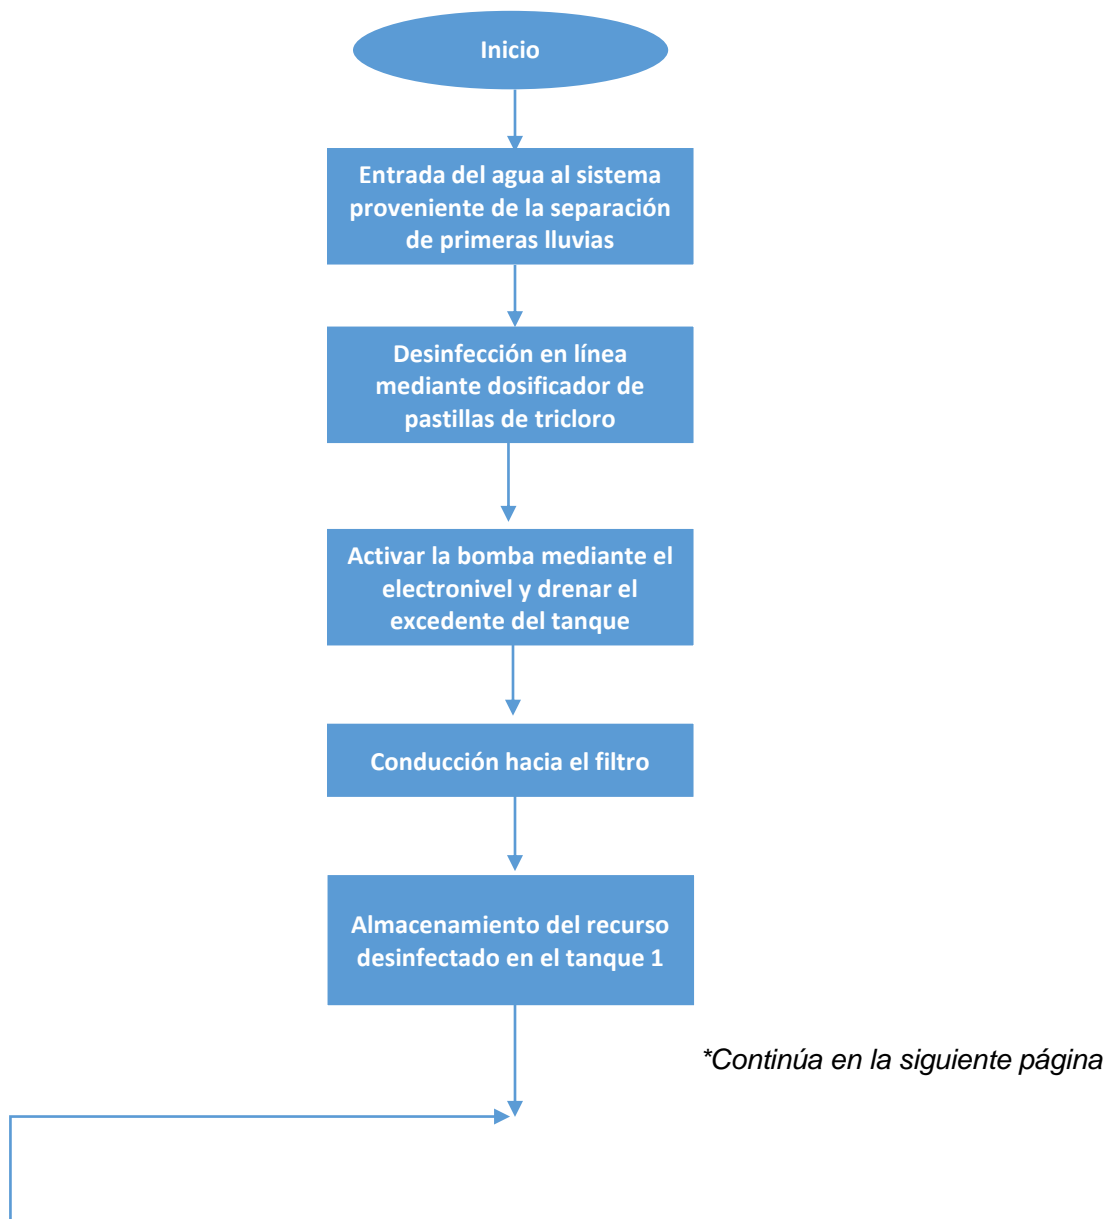 Inicio
Entrada del agua al sistema
proveniente de la separación
de primeras lluvias
Desinfección en línea
mediante dosificador de
pastillas de tricloro
Activar la bomba mediante el
electronivel y drenar el
excedente del tanque
Conducción hacia el filtro
Almacenamiento del recurso
desinfectado en el tanque 1
*Continúa en la siguiente página